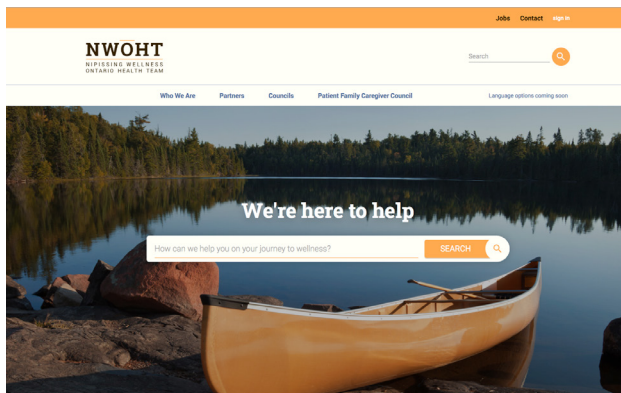 Jobs Contact sign in
NWOHT
NIPISSING WELLNESS
ONTARIO HEALTH TEAM
Search
Who We Are Partners Councils Patient Family Caregiver Council Language options coming soon
We're here to help
How can we help you on your journey to wellness? SEARCH